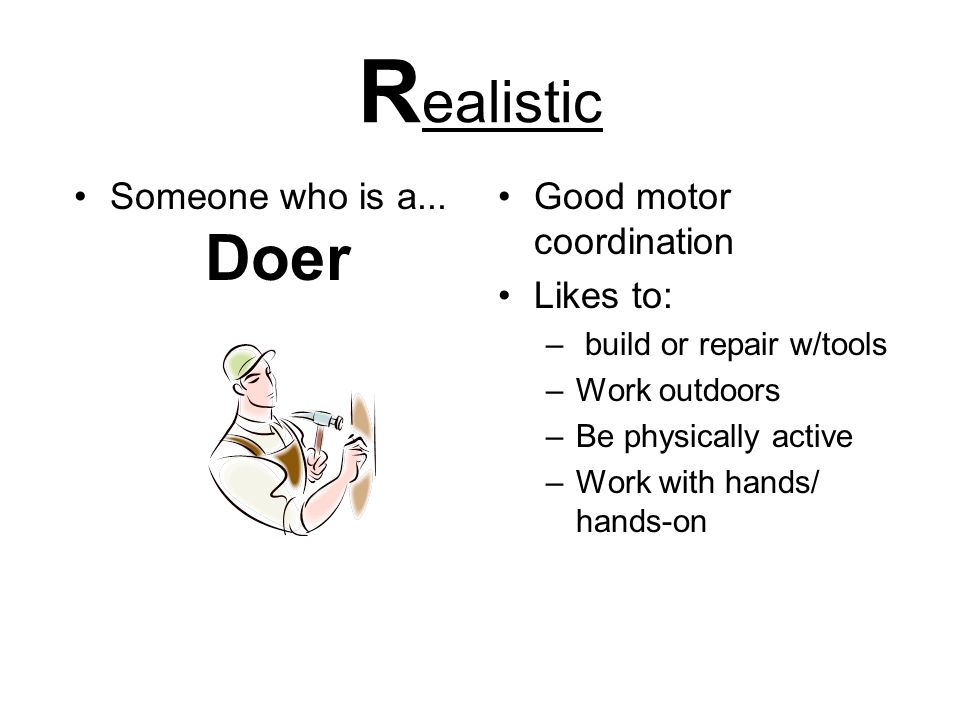 Realistic
• Someone who is a...
Doer
• Good motor
coordination
• Likes to:
– build or repair w/tools
– Work outdoors
– Be physically active
– Work with hands/
hands-on